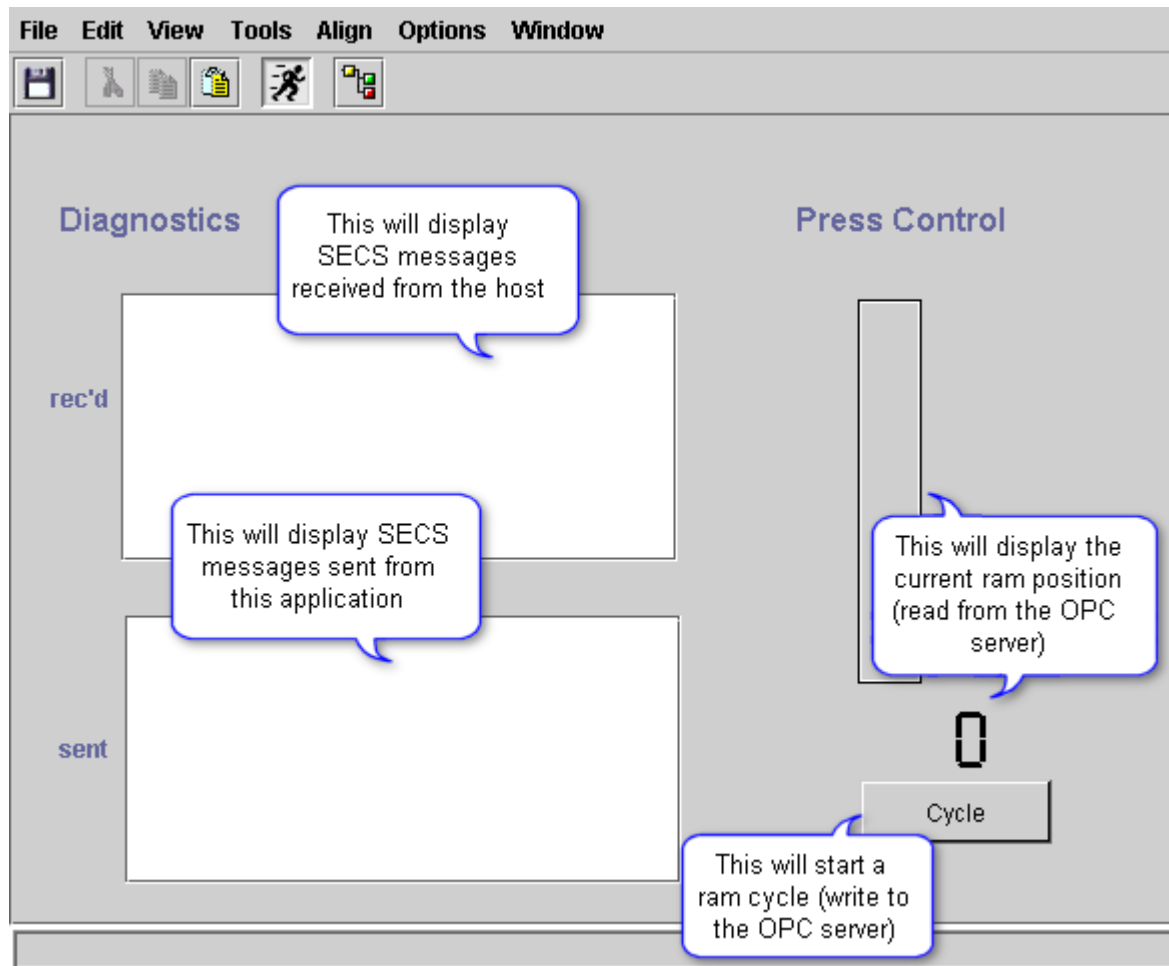 File Edit View Tools Align Options Window
Diagnostics
This will display
SECS messages
received from the host
rec'd
This will display SECS
messages sent from
this application
sent
Press Control
This will display the
current ram position
(read from the OPC
server)
0
Cycle
This will start a
ram cycle (write to
the OPC server)